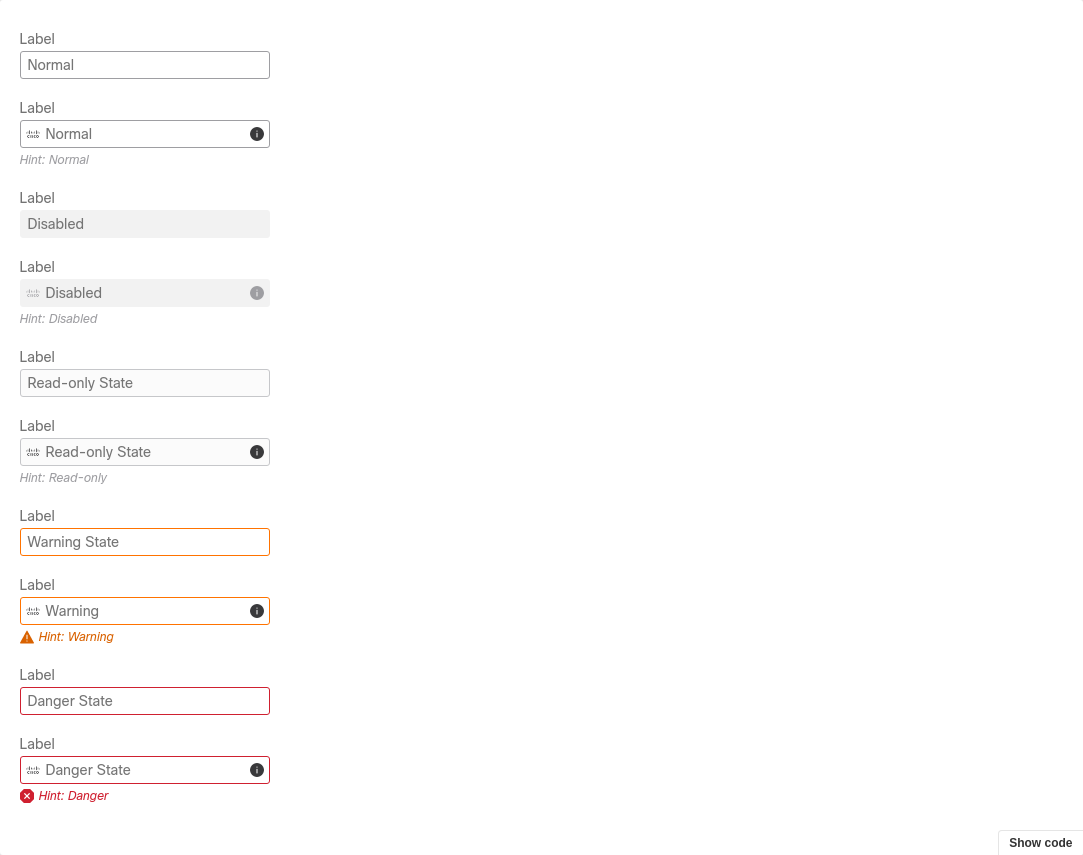 Label
Normal
Label
Normal
Hint: Normal
Label
Disabled
Label
Disabled
Hint: Disabled
Label
Read-only State
Label
Read-only State
Hint: Read-only
Label
Warning State
Label
Warning
Hint: Warning
Label
Danger State
Label
Danger State
Hint: Danger
Show code